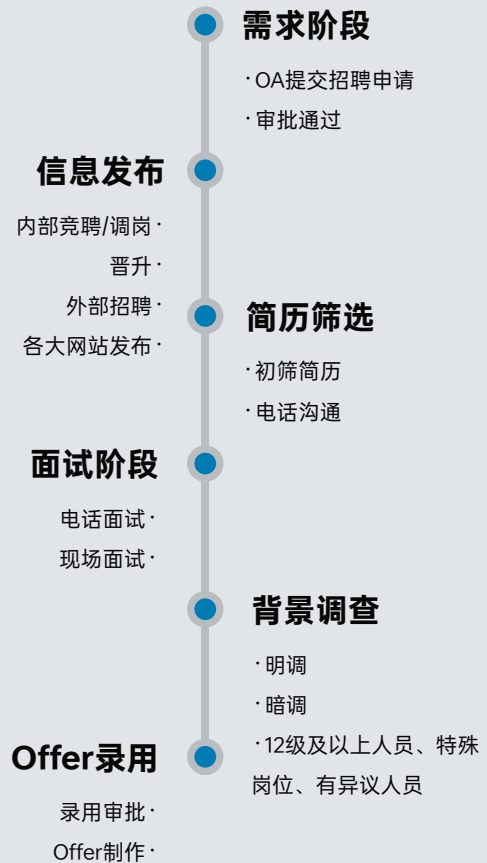 需求阶段
·OA提交招聘申请
·审批通过
信息发布
内部竞聘/调岗·
晋升·
外部招聘·
各大网站发布·
简历筛选
·初筛简历
·电话沟通
面试阶段
电话面试·
现场面试·
背景调查
·明调
·暗调
·12级及以上人员、特殊
岗位、有异议人员
Offer录用
录用审批·
Offer制作·